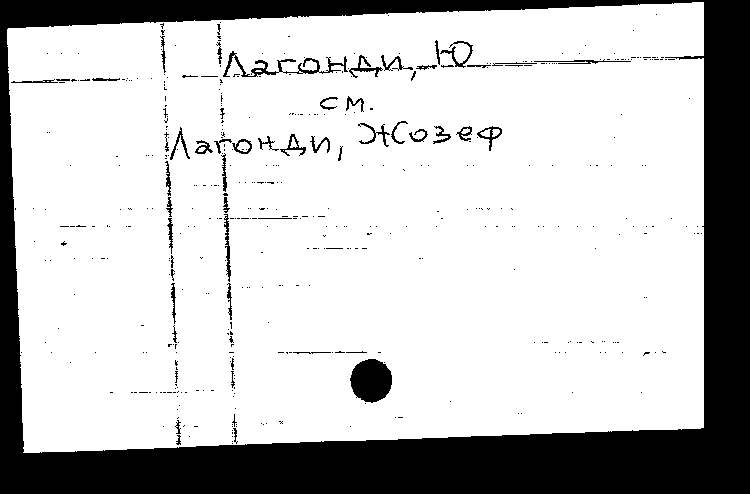 Лагонди, Ю
см.
Лагонди, Жозеф